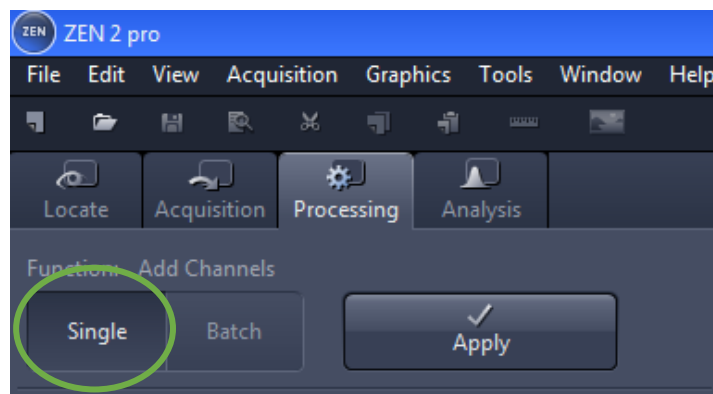 ZEN ZEN 2 pro
File Edit View Acquisition Graphics Tools Window Help
Locate Acquisition Processing Analysis
Function: Add Channels
Single Batch Apply